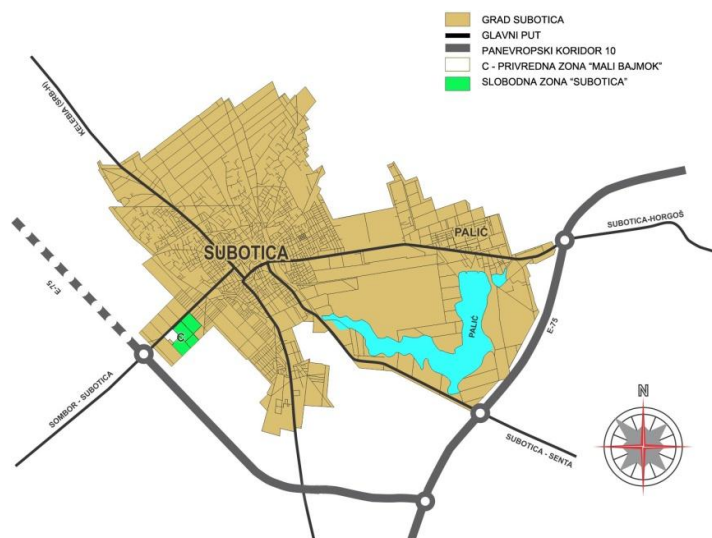 GRAD SUBOTICA
GLAVNI PUT
PANEVROPSKI KORIDOR 10
C - PRIVREDNA ZONA “MALI BAJMOK”
SLOBODNA ZONA “SUBOTICA”
KELEBIA (SRB-H)
SUBOTICA-HORGOŠ
PALIĆ
SUBOTICA
E-75
PALIĆ
E-75
C
SOMBOR - SUBOTICA
N
SUBOTICA - SENTA